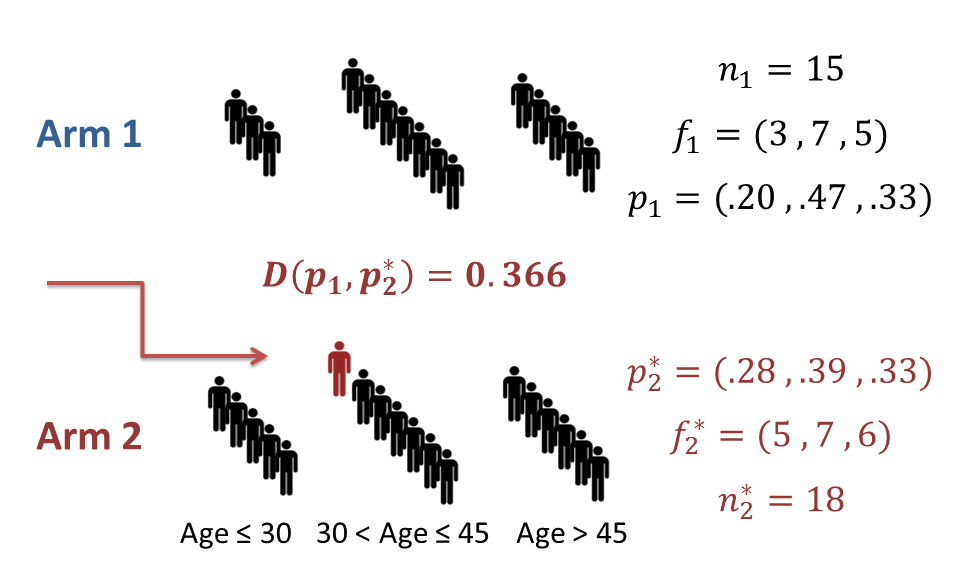 n₁ = 15
Arm 1
f₁ = (3 , 7 , 5)
p₁ = (.20 , .47 , .33)
D(p₁, p₂*) = 0.366
p₂* = (.28 , .39 , .33)
Arm 2
f₂* = (5 , 7 , 6)
n₂* = 18
Age ≤ 30 30 < Age ≤ 45 Age > 45